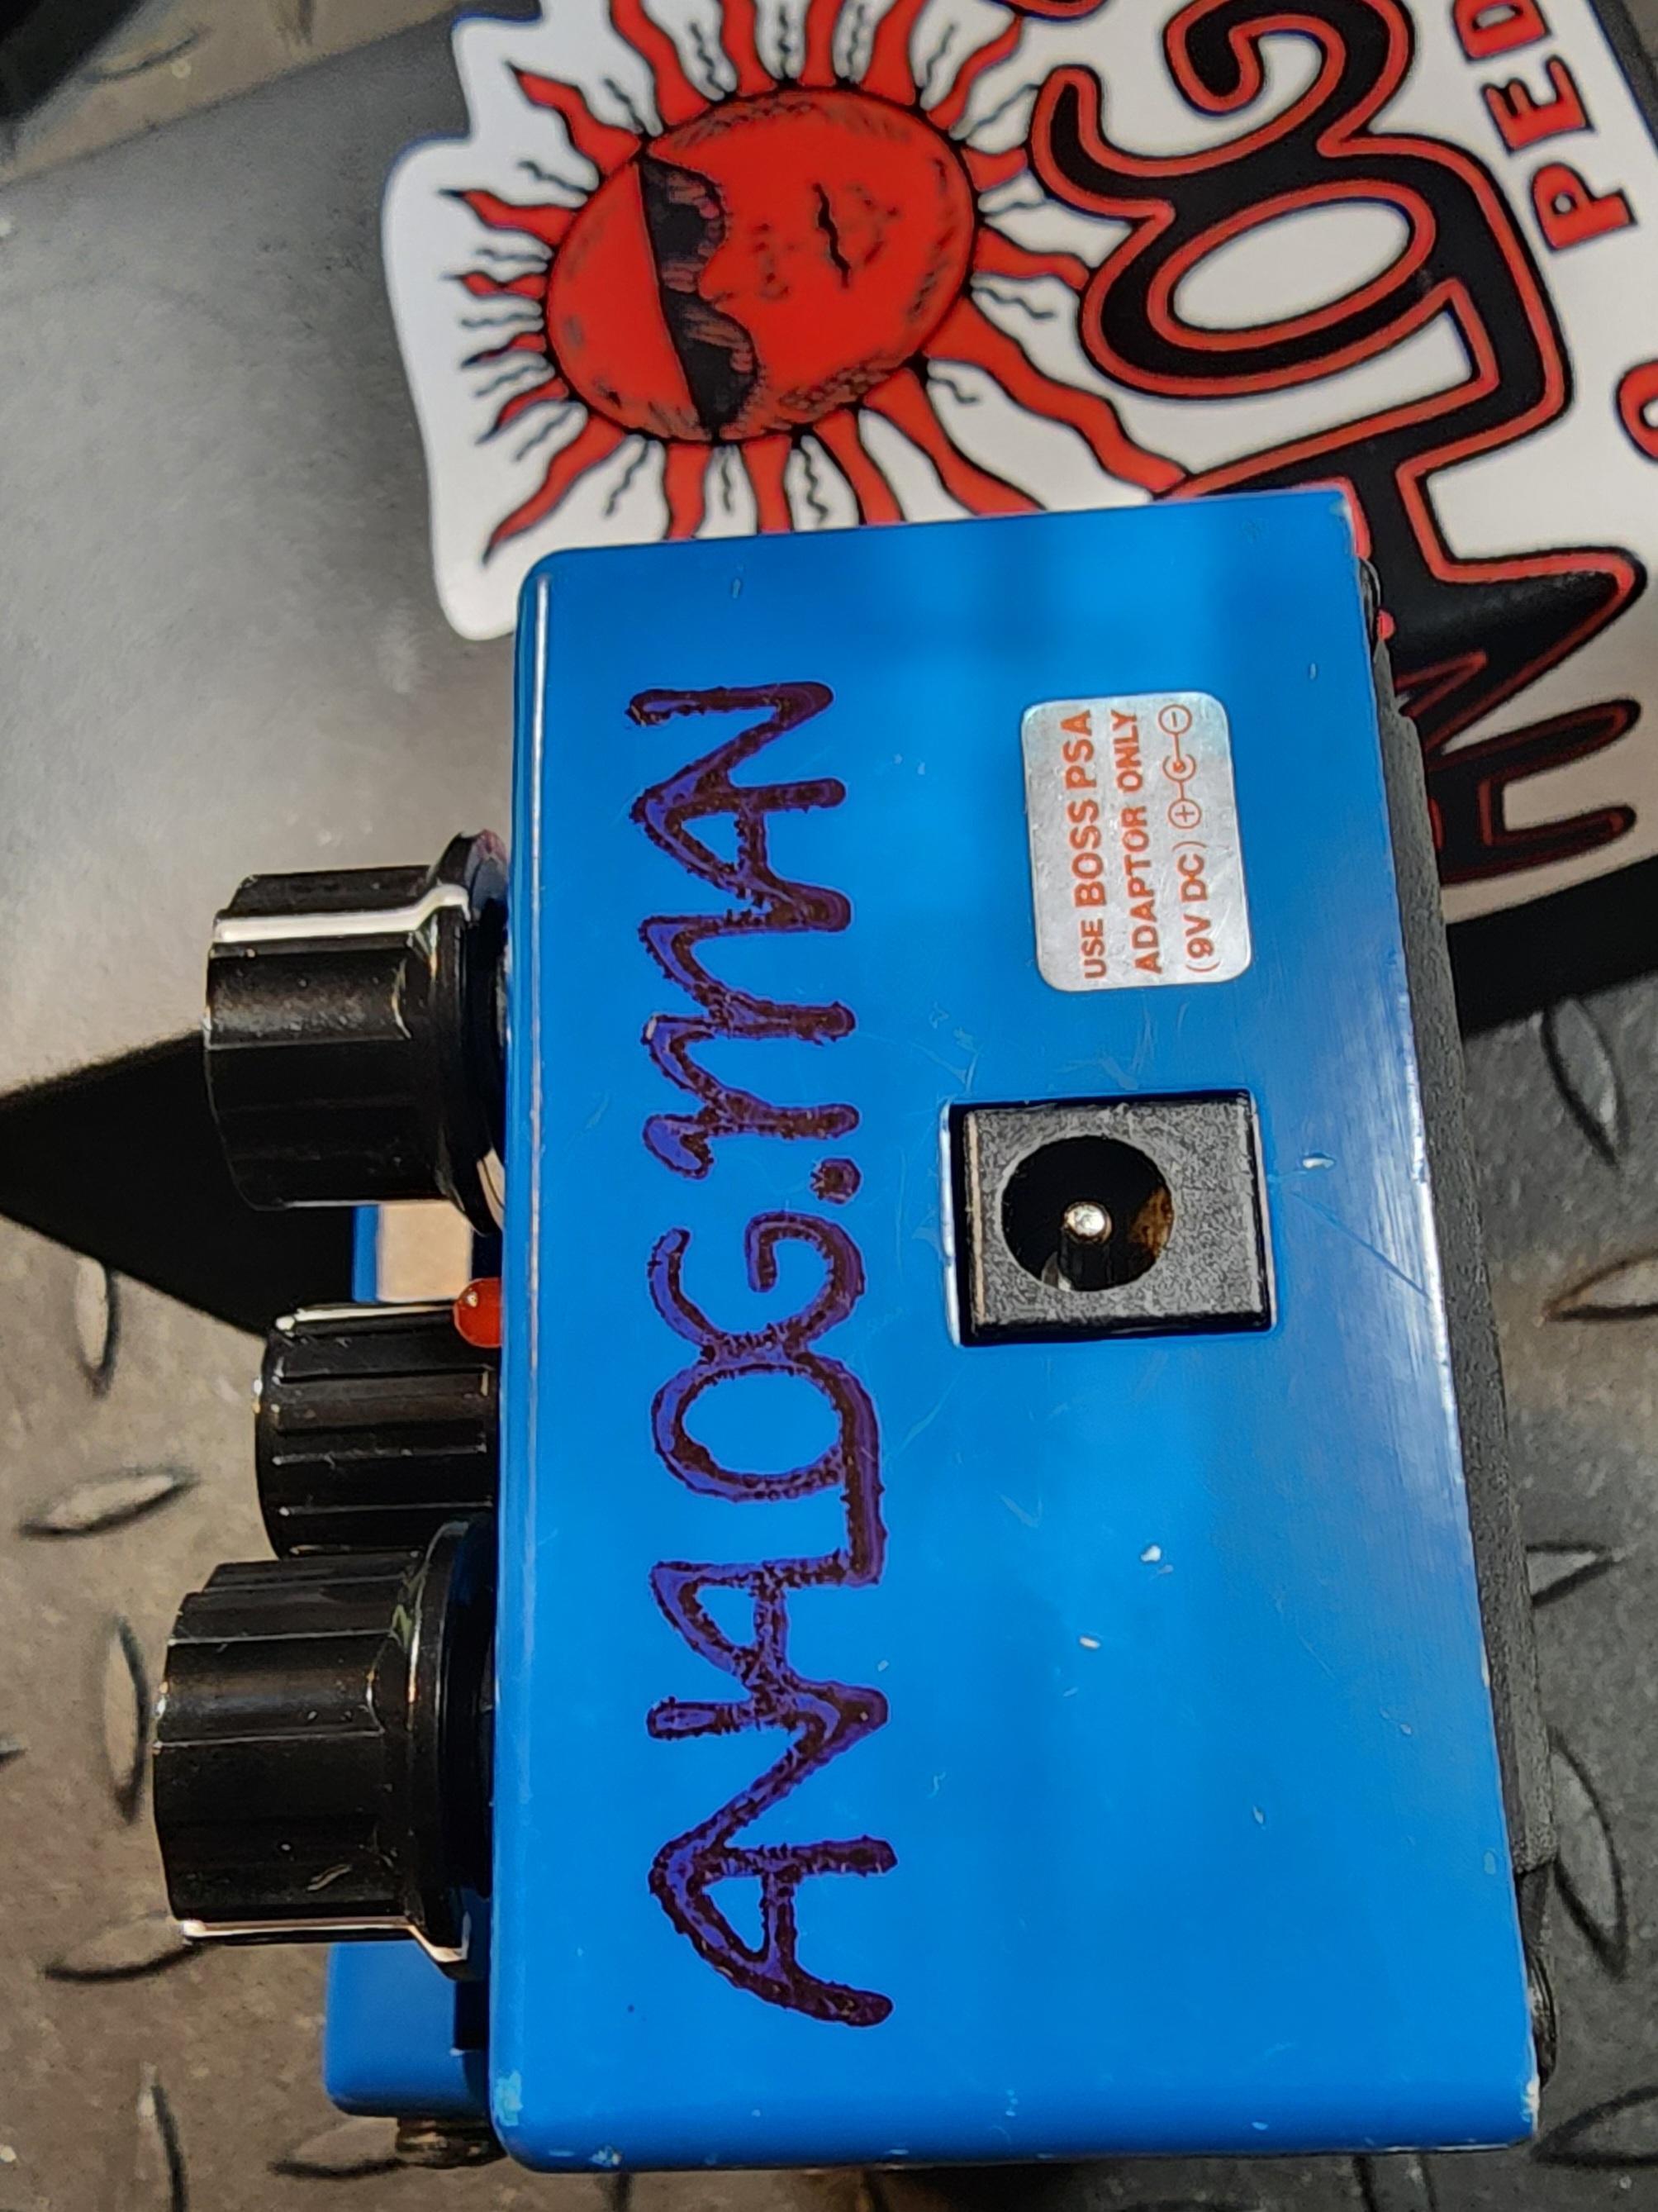 ANALOG.MAN
USE BOSS PSA
ADAPTOR ONLY
(9V DC)
PED